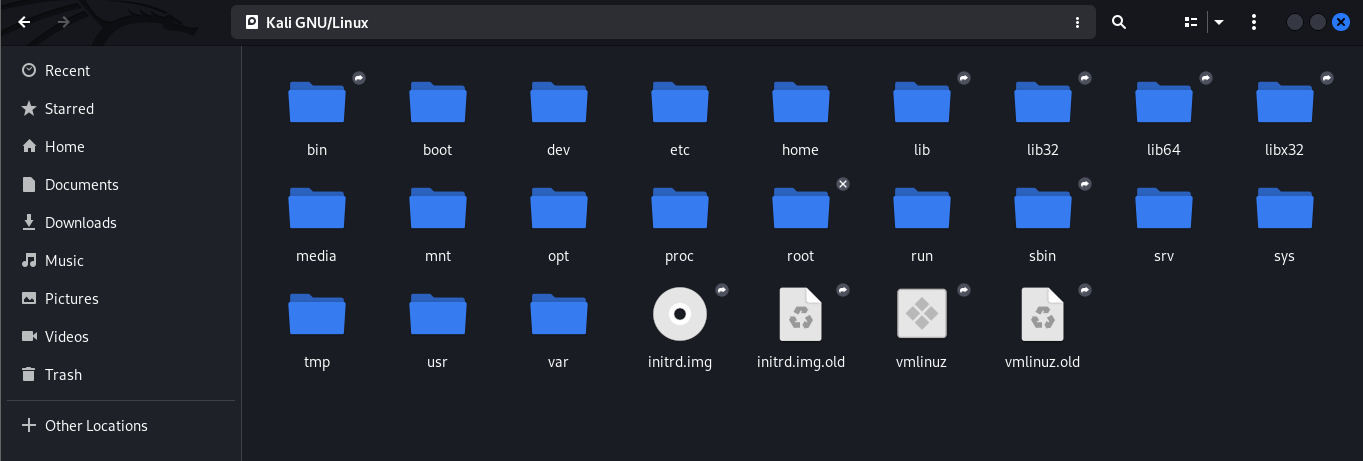 Kali GNU/Linux
Recent
Starred
Home
Documents
Downloads
Music
Pictures
Videos
Trash
Other Locations
bin boot dev etc home lib lib32 lib64 libx32
media mnt opt proc root run sbin srv sys
tmp usr var initrd.img initrd.img.old vmlinuz vmlinuz.old